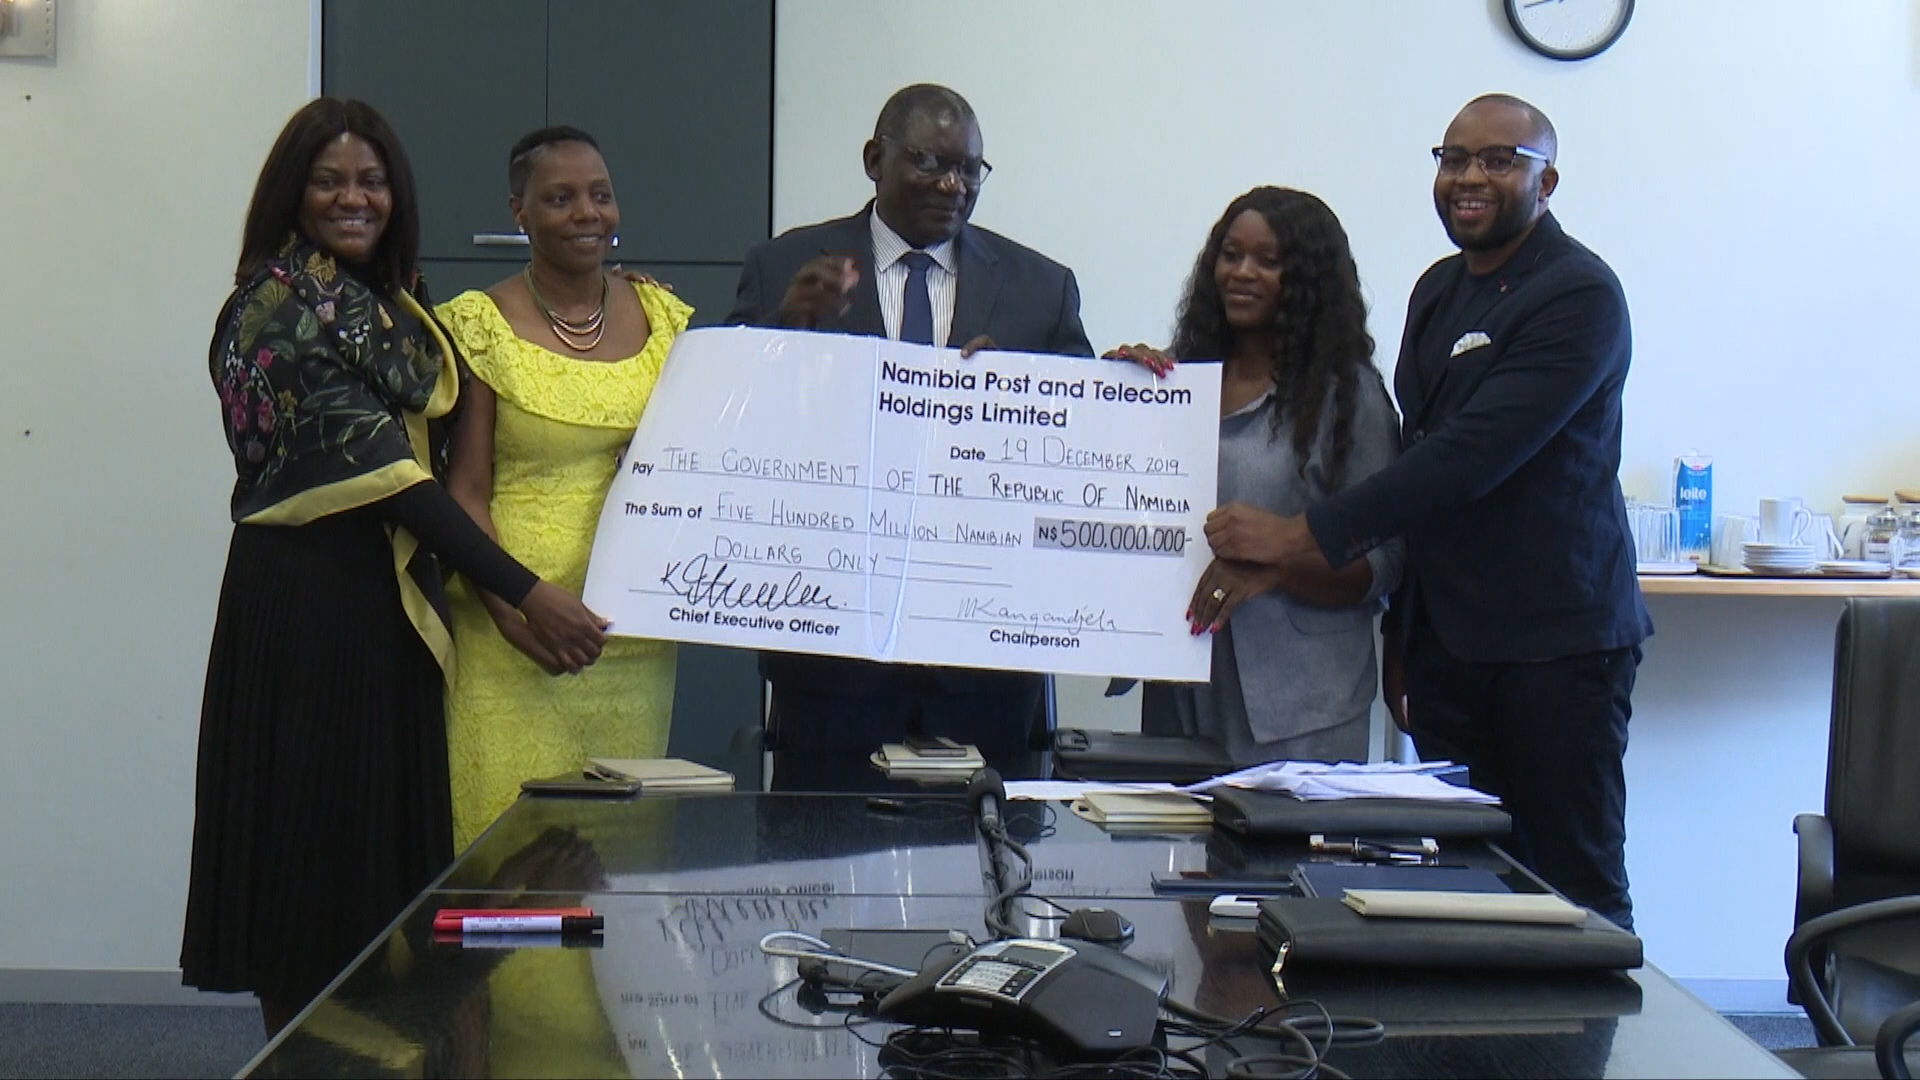 Namibia Post and Telecom
Holdings Limited
Date 19 DECEMBER 2019
Pay THE GOVERNMENT OF THE REPUBLIC OF NAMIBIA
The Sum of FIVE HUNDRED MILLION NAMIBIAN N$500.000.000-
DOLLARS ONLY
Chief Executive Officer
MKangandjela
Chairperson
leite